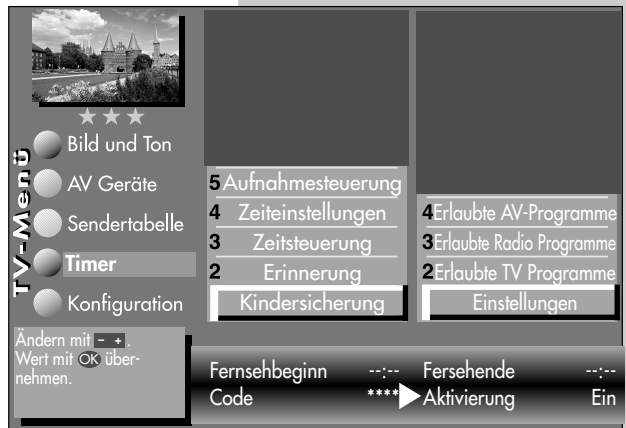 TV-Menü
Bild und Ton
AV Geräte
Sendertabelle
Timer
Konfiguration
5 Aufnahmesteuerung
4 Zeiteinstellungen
3 Zeitsteuerung
2 Erinnerung
Kindersicherung
4 Erlaubte AV-Programme
3 Erlaubte Radio Programme
2 Erlaubte TV Programme
Einstellungen
Ändern mit - + .
Wert mit OK über-
nehmen.
Fernsehbeginn --:-- Fersehende --:--
Code **** Aktivierung Ein